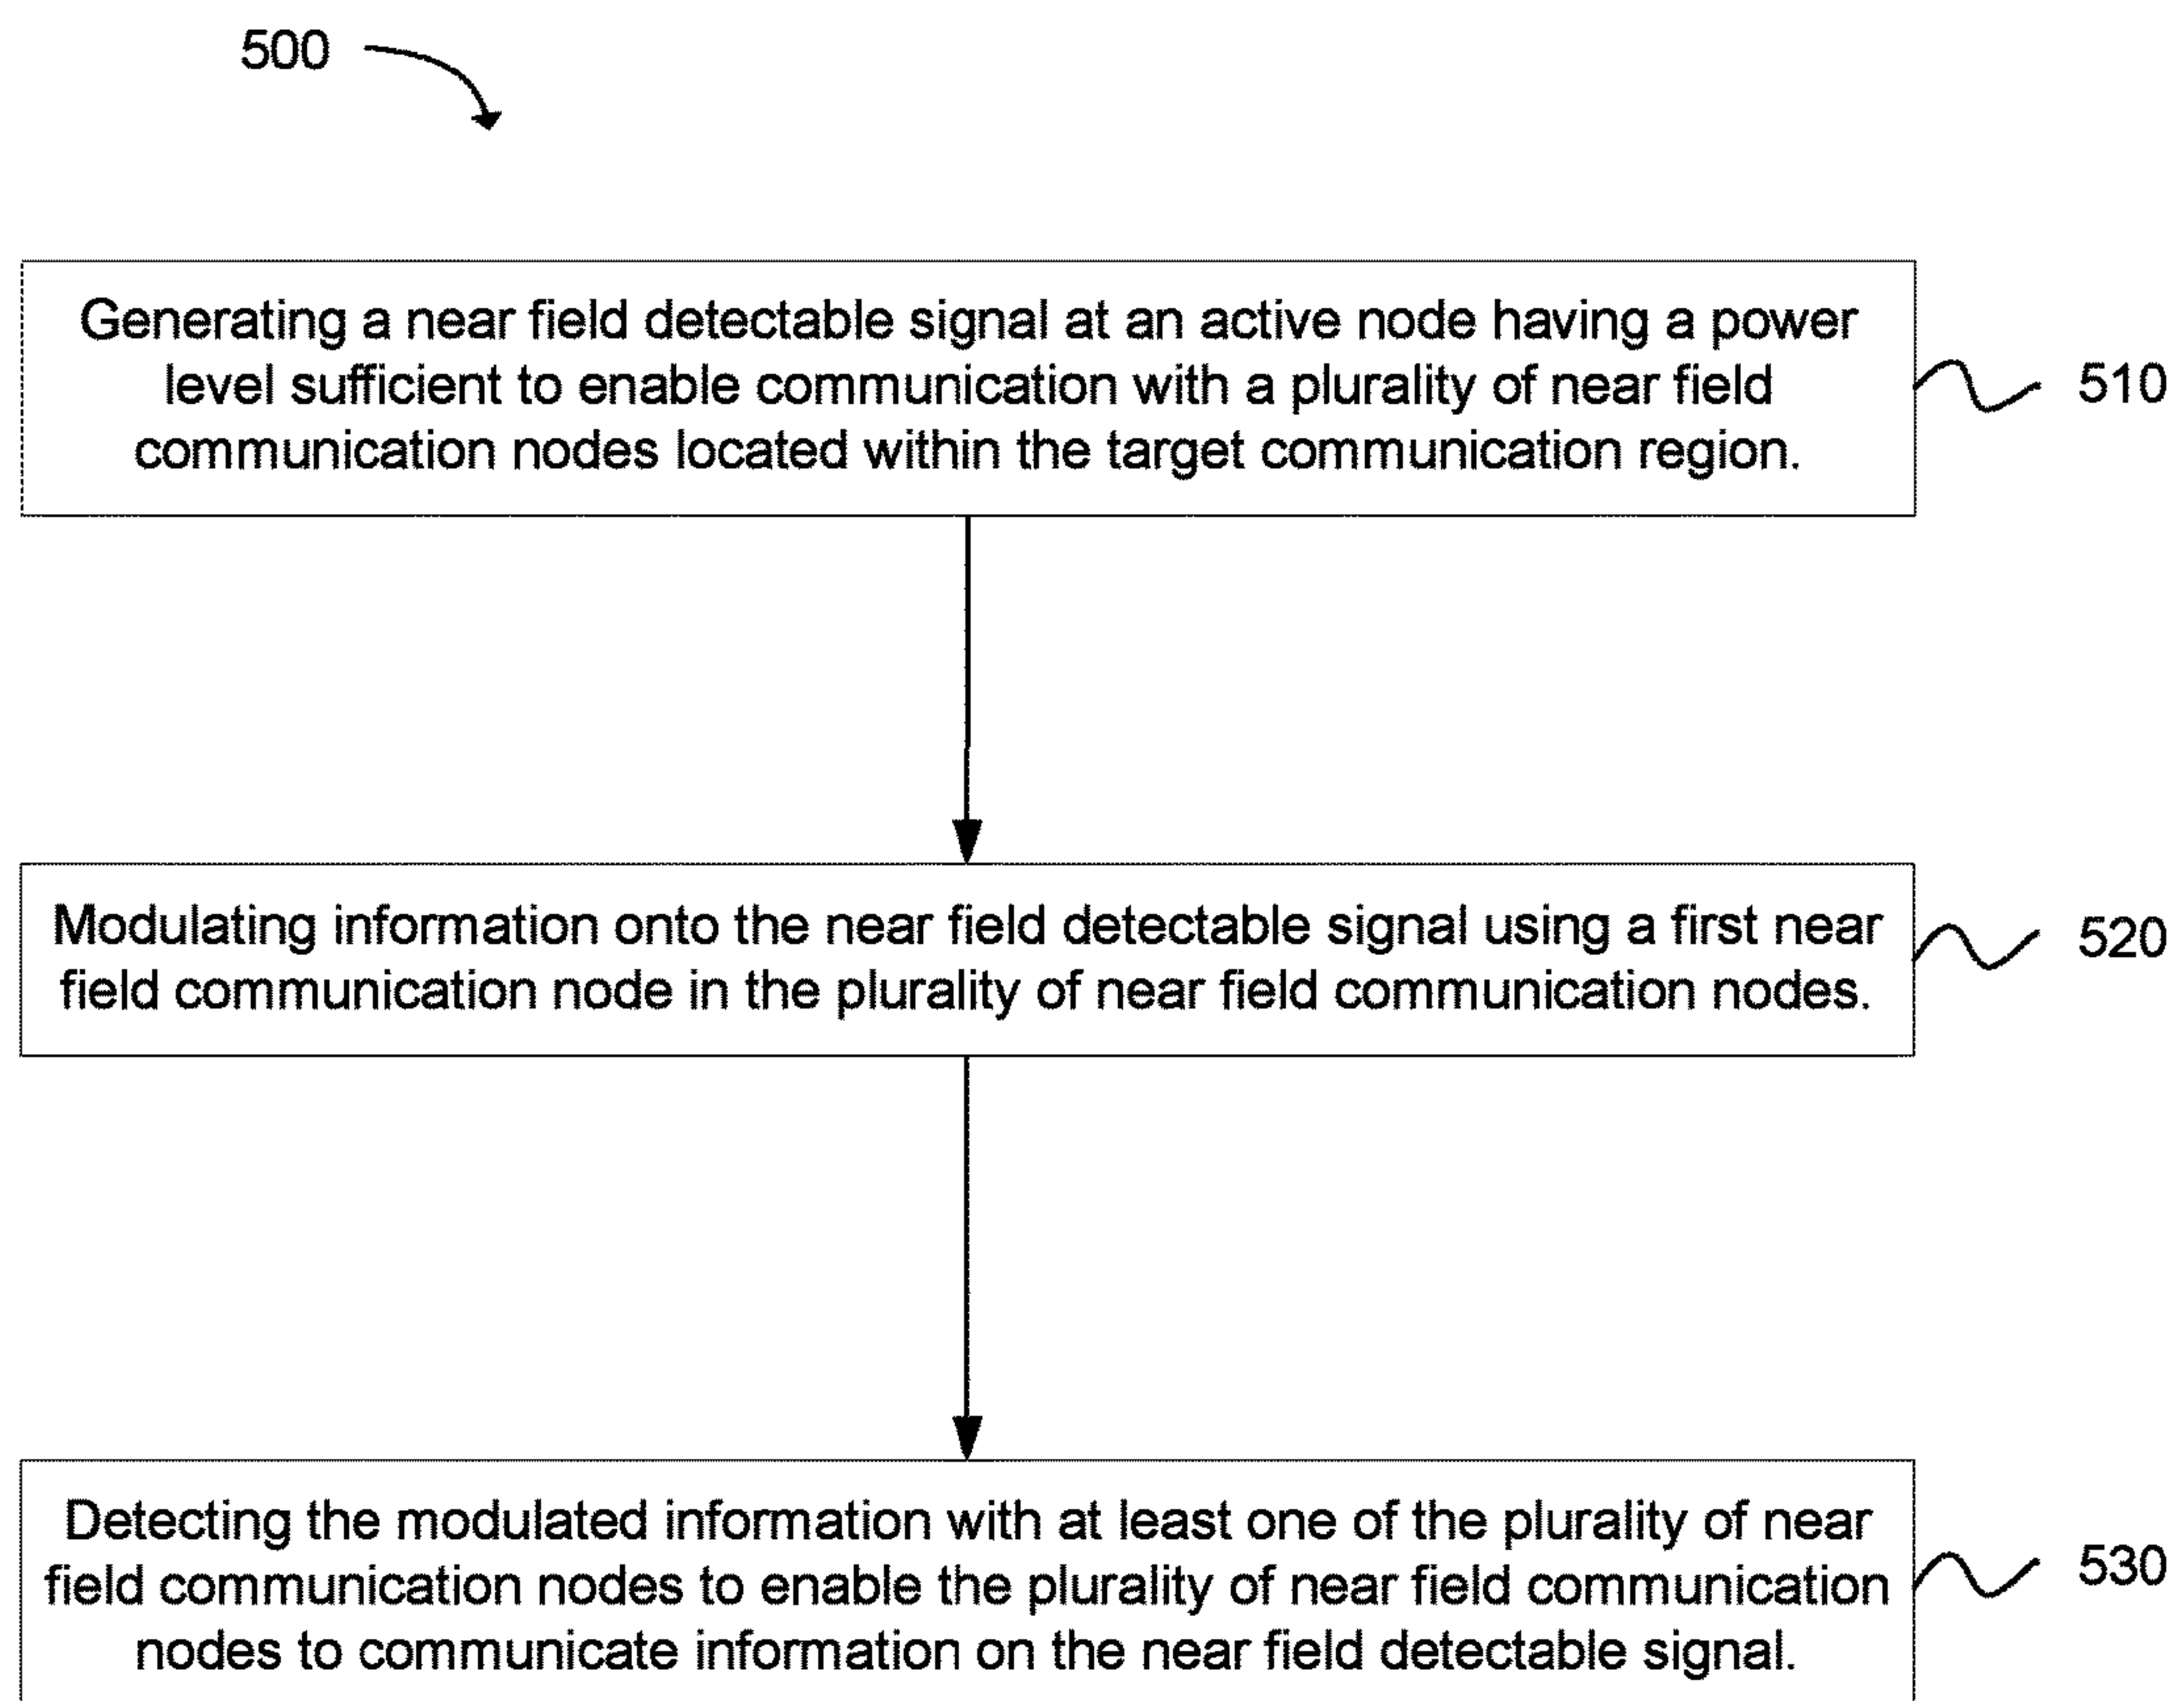 500
Generating a near field detectable signal at an active node having a power
level sufficient to enable communication with a plurality of near field
communication nodes located within the target communication region.
510
Modulating information onto the near field detectable signal using a first near
field communication node in the plurality of near field communication nodes.
520
Detecting the modulated information with at least one of the plurality of near
field communication nodes to enable the plurality of near field communication
nodes to communicate information on the near field detectable signal.
530